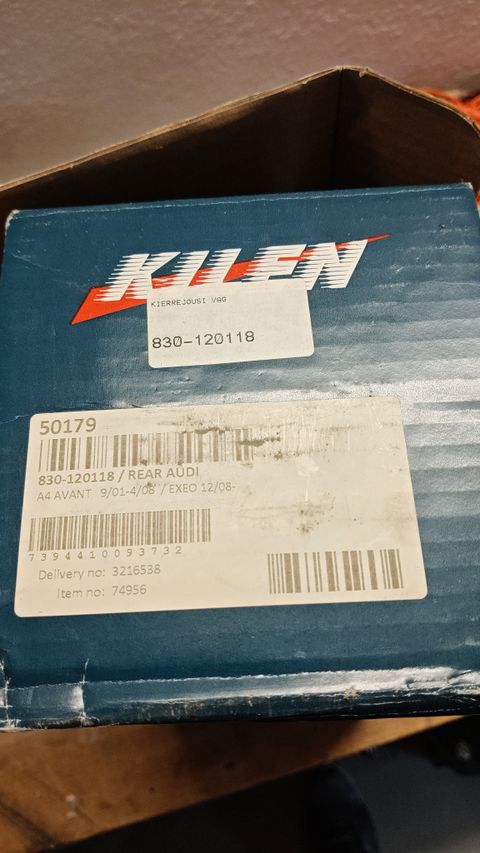 KILEN
KIERREJOUSI VAG
830-120118
50179
830-120118 / REAR AUDI
A4 AVANT 9/01-4/08 / EXEO 12/08-
7394410093732
Delivery no: 3216538
Item no: 74956